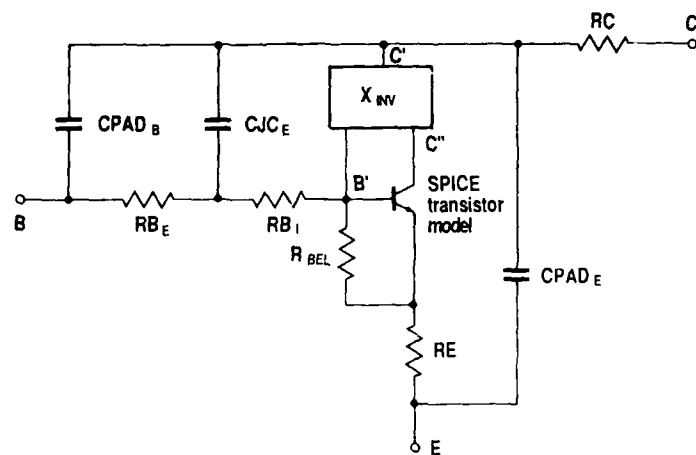 RC
C
C'
X INV
CPAD B
CJC E
C"
B'
SPICE
transistor
model
B
RB E
RB I
R BEL
CPAD E
RE
E